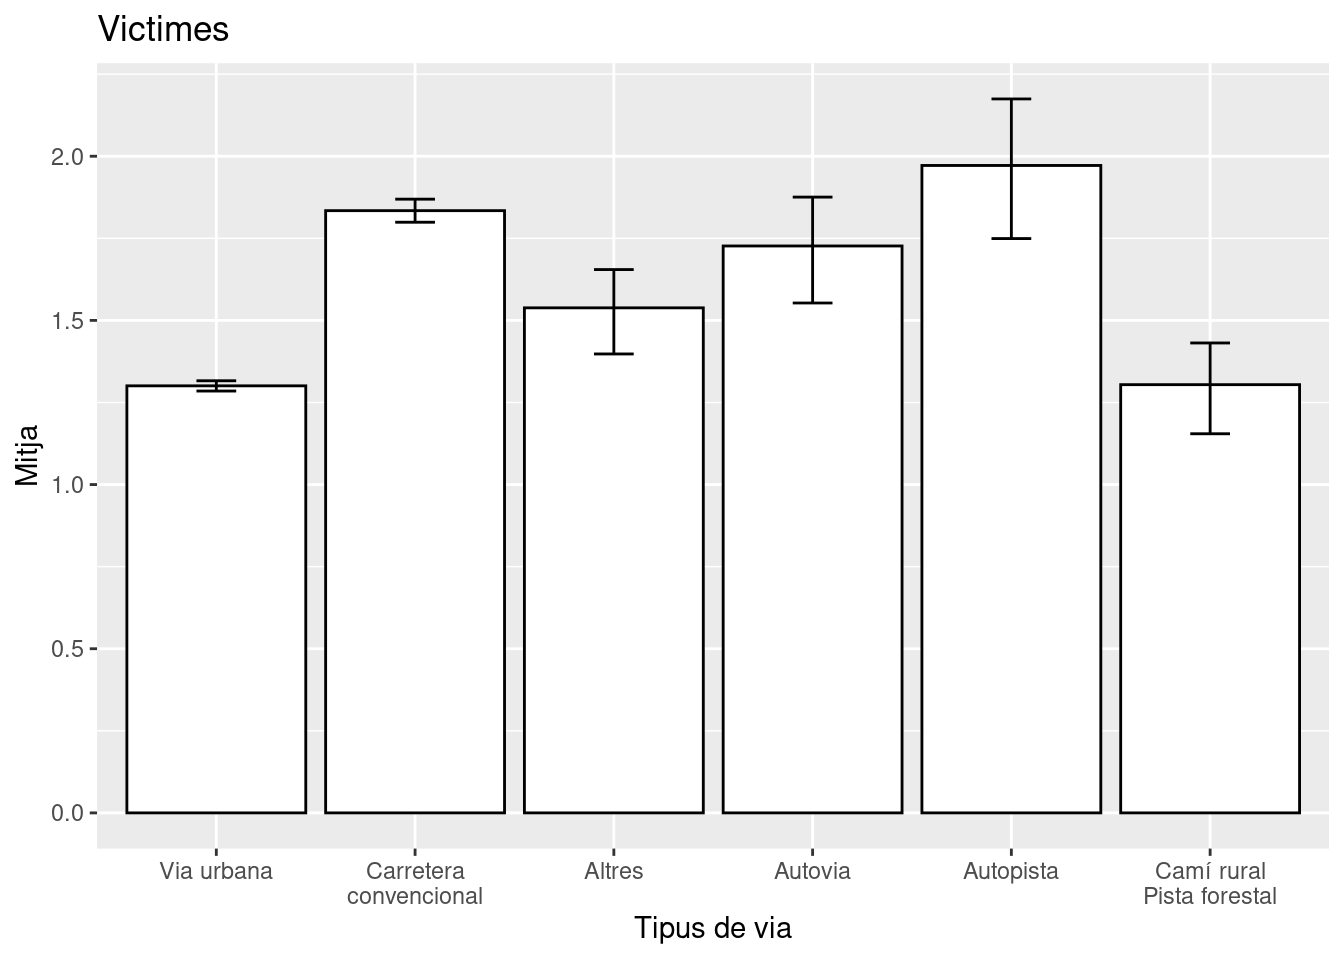 Victimes
Mitja
2.0
1.5
1.0
0.5
0.0
Via urbana
Carretera
convencional
Altres
Autovia
Autopista
Camí rural
Pista forestal
Tipus de via